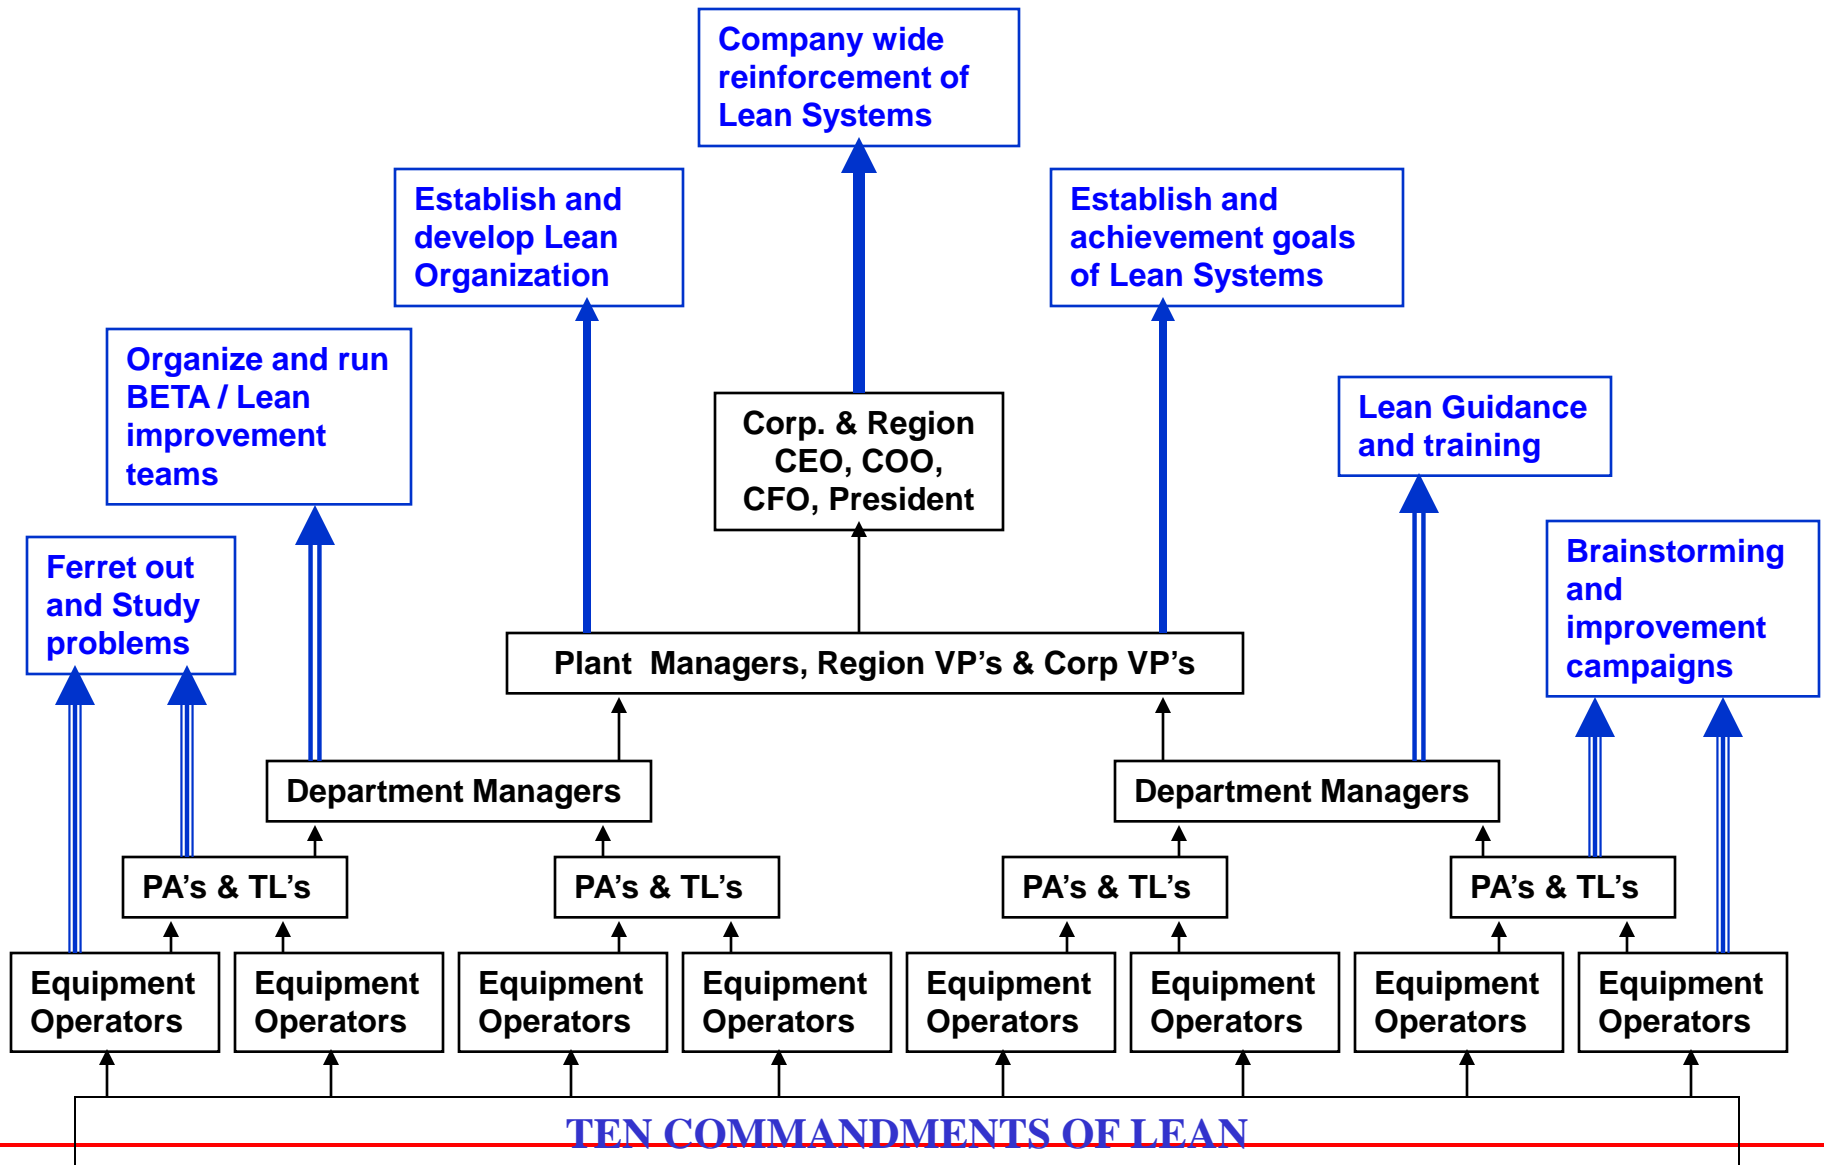 Company wide
reinforcement of
Lean Systems
Establish and
develop Lean
Organization
Establish and
achievement goals
of Lean Systems
Organize and run
BETA / Lean
improvement
teams
Corp. & Region
CEO, COO,
CFO, President
Lean Guidance
and training
Ferret out
and Study
problems
Brainstorming
and
improvement
campaigns
Plant  Managers, Region VP's & Corp VP's
Department Managers
Department Managers
PA’s & TL’s
PA’s & TL’s
PA’s & TL’s
PA’s & TL’s
Equipment
Operators
Equipment
Operators
Equipment
Operators
Equipment
Operators
Equipment
Operators
Equipment
Operators
Equipment
Operators
Equipment
Operators
TEN COMMANDMENTS OF LEAN